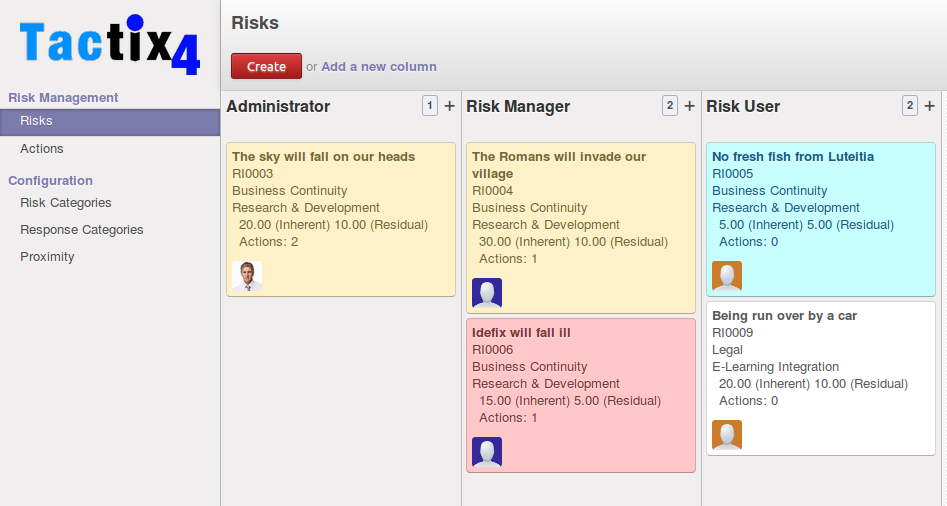 Tactix4
Risk Management
Risks
Actions
Configuration
Risk Categories
Response Categories
Proximity
Risks
Create or Add a new column
Administrator 1 +
The sky will fall on our heads
RI0003
Business Continuity
Research & Development
20.00 (Inherent) 10.00 (Residual)
Actions: 2
Risk Manager 2 +
The Romans will invade our
village
RI0004
Business Continuity
Research & Development
30.00 (Inherent) 10.00 (Residual)
Actions: 1
Idefix will fall ill
RI0006
Business Continuity
Research & Development
15.00 (Inherent) 5.00 (Residual)
Actions: 1
Risk User 2 +
No fresh fish from Luteitia
RI0005
Business Continuity
Research & Development
5.00 (Inherent) 5.00 (Residual)
Actions: 0
Being run over by a car
RI0009
Legal
E-Learning Integration
20.00 (Inherent) 10.00 (Residual)
Actions: 0